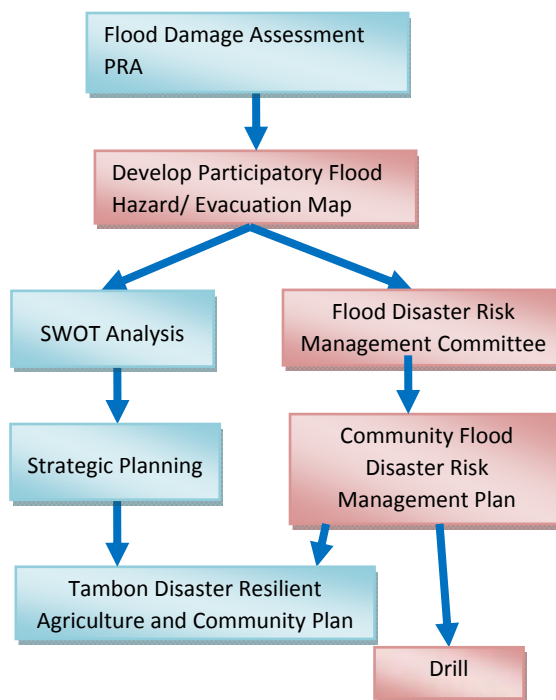 Flood Damage Assessment
PRA
Develop Participatory Flood
Hazard/ Evacuation Map
SWOT Analysis
Flood Disaster Risk
Management Committee
Strategic Planning
Community Flood
Disaster Risk
Management Plan
Tambon Disaster Resilient
Agriculture and Community Plan
Drill